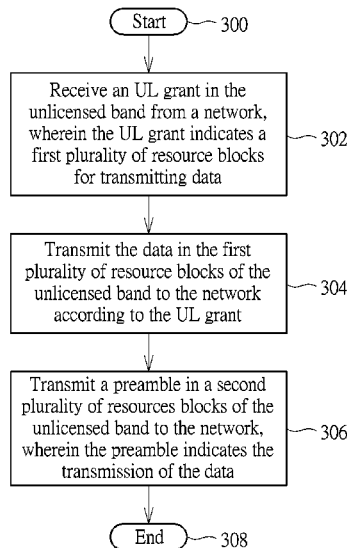 Start
300
Receive an UL grant in the
unlicensed band from a network,
wherein the UL grant indicates a
first plurality of resource blocks
for transmitting data
302
Transmit the data in the first
plurality of resource blocks of the
unlicensed band to the network
according to the UL grant
304
Transmit a preamble in a second
plurality of resources blocks of the
unlicensed band to the network,
wherein the preamble indicates the
transmission of the data
306
End
308